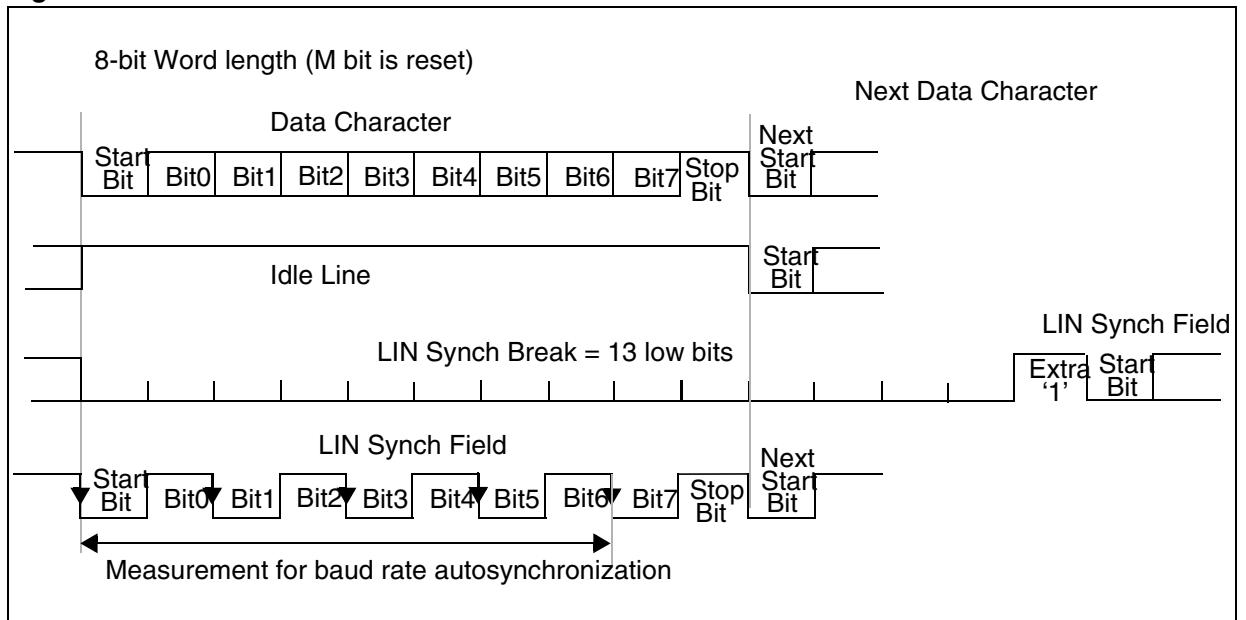 8-bit Word length (M bit is reset)
Next Data Character
Data Character
Start Bit Bit0 Bit1 Bit2 Bit3 Bit4 Bit5 Bit6 Bit7 Stop Bit Next Start Bit
Idle Line
Start Bit
LIN Synch Field
LIN Synch Break = 13 low bits
Extra '1' Start Bit
LIN Synch Field
Start Bit Bit0 Bit1 Bit2 Bit3 Bit4 Bit5 Bit6 Bit7 Stop Bit Next Start Bit
Measurement for baud rate autosynchronization